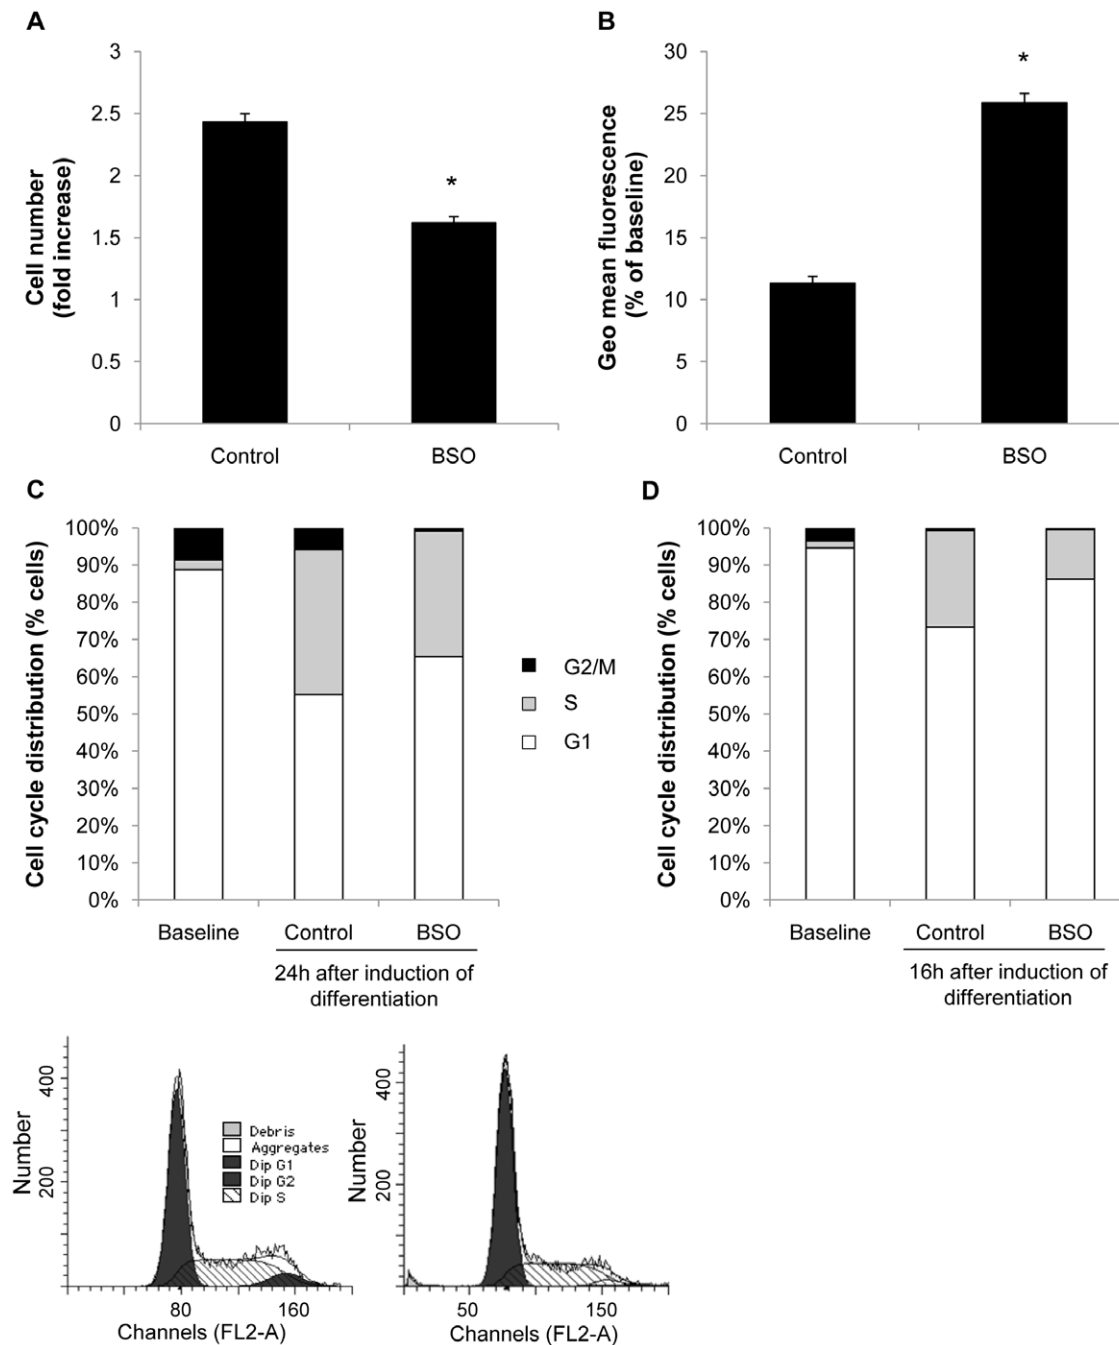 A
Cell number
(fold increase)
3
2.5
2
1.5
1
0.5
0
*
Control
BSO
B
Geo mean fluorescence
(% of baseline)
30
25
20
15
10
5
0
*
Control
BSO
C
Cell cycle distribution (% cells)
100%
90%
80%
70%
60%
50%
40%
30%
20%
10%
0%
Baseline
Control
BSO
24h after induction of
differentiation
G2/M
S
G1
D
Cell cycle distribution (% cells)
100%
90%
80%
70%
60%
50%
40%
30%
20%
10%
0%
Baseline
Control
BSO
16h after induction of
differentiation
Number
400
200
Debris
Aggregates
Dip G1
Dip G2
Dip S
80
160
Channels (FL2-A)
Number
400
200
50
150
Channels (FL2-A)